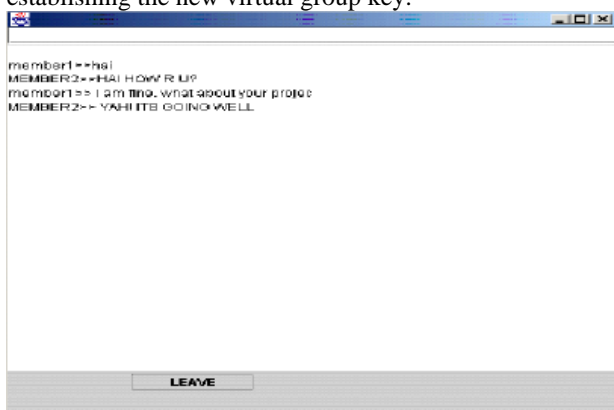 establishing the new virtual group key.
member1>>hai
MEMBER2>>HAI HOW R U?
member1>> I am fine. what about your projec
MEMBER2>> YAH! ITS GOING WELL
LEAVE